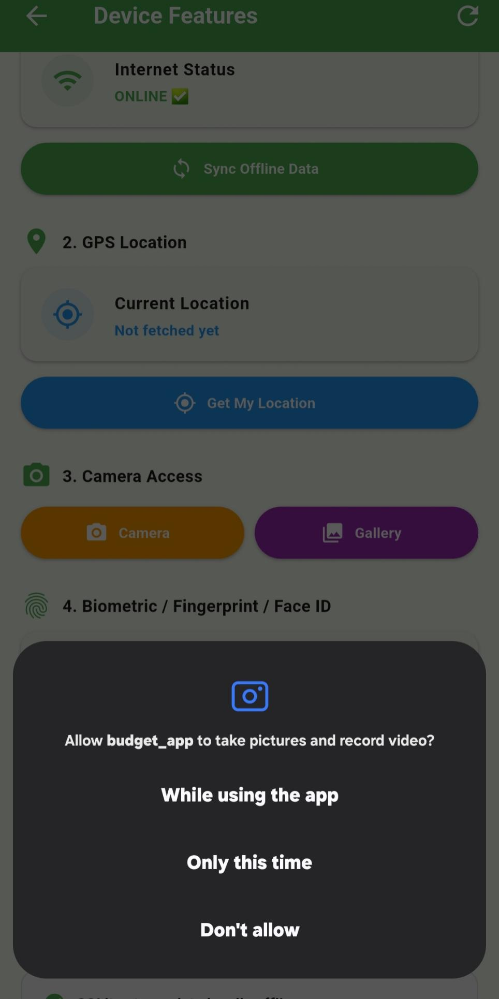 Device Features
Internet Status
ONLINE ✅
Sync Offline Data
2. GPS Location
Current Location
Not fetched yet
Get My Location
3. Camera Access
Camera
Gallery
4. Biometric / Fingerprint / Face ID
Allow budget_app to take pictures and record video?
While using the app
Only this time
Don't allow